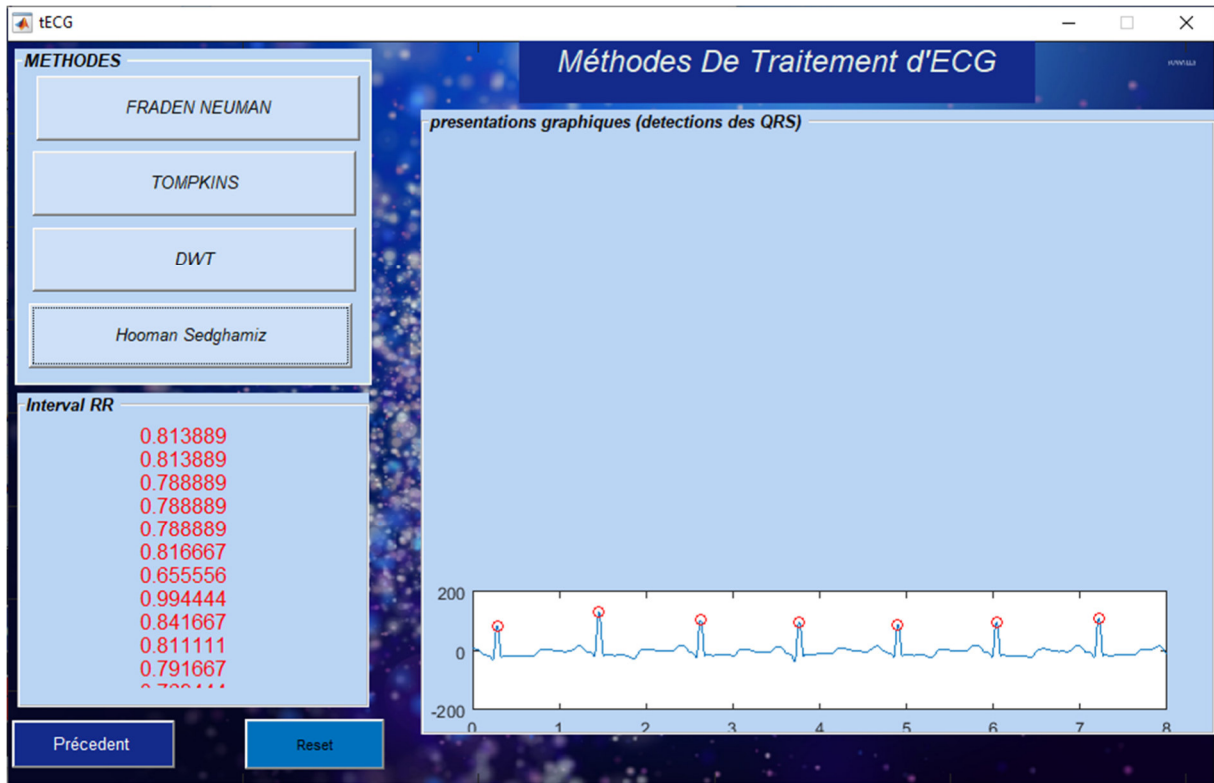 tECG
METHODES
FRADEN NEUMAN
TOMPKINS
DWT
Hooman Sedghamiz
Interval RR
0.813889
0.813889
0.788889
0.788889
0.788889
0.816667
0.655556
0.994444
0.841667
0.811111
0.791667
Précedent
Reset
Méthodes De Traitement d'ECG
presentations graphiques (detections des QRS)
200
0
-200
0 1 2 3 4 5 6 7 8